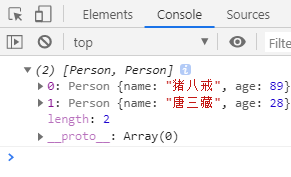 Elements Console Sources
top Filte
(2) [Person, Person] i
0: Person {name: "猪八戒", age: 89}
1: Person {name: "唐三藏", age: 28}
length: 2
__proto__: Array(0)